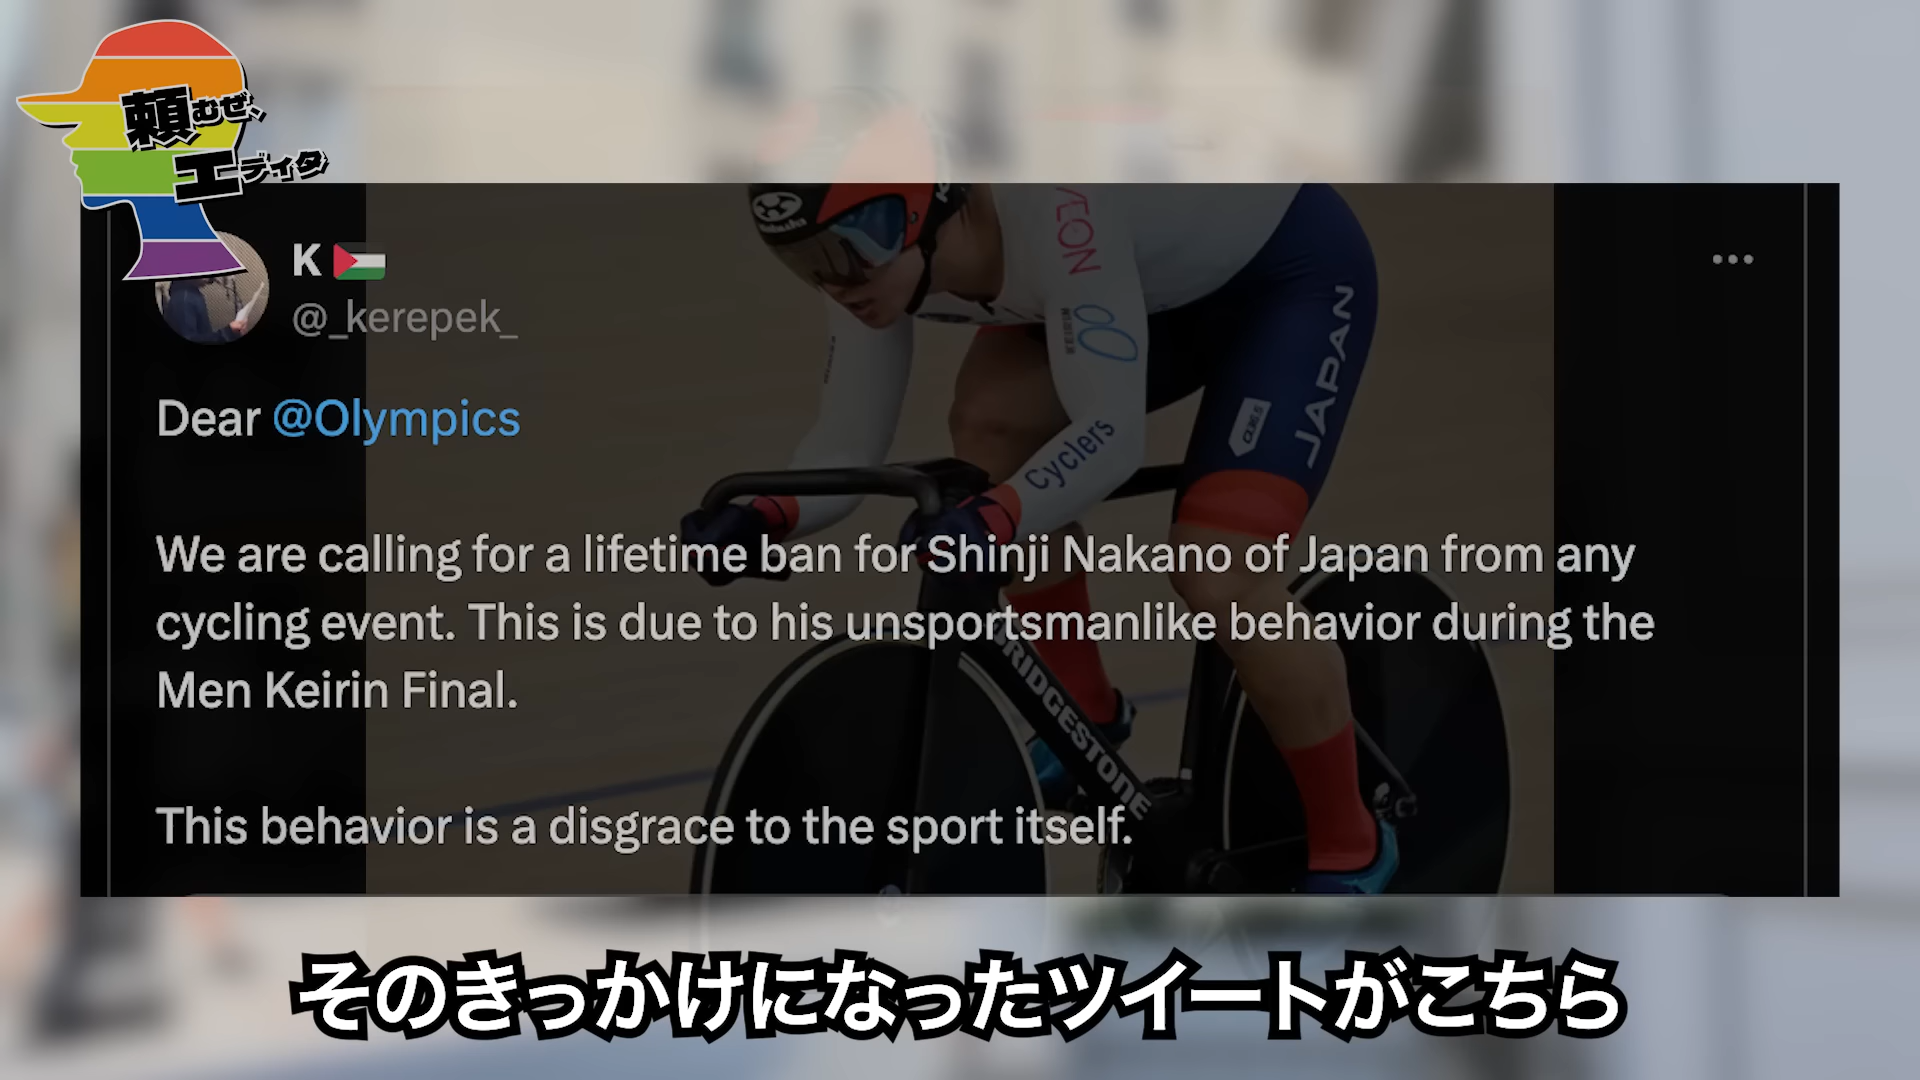 頼むぜ、
エディタ
K
@_kerepek_
Dear @Olympics
We are calling for a lifetime ban for Shinji Nakano of Japan from any
cycling event. This is due to his unsportsmanlike behavior during the
Men Keirin Final.
This behavior is a disgrace to the sport itself.
Kabuto
KEIRIN
Cyclers
JAPAN
BRIDGESTONE
そのきっかけになったツイートがこちら